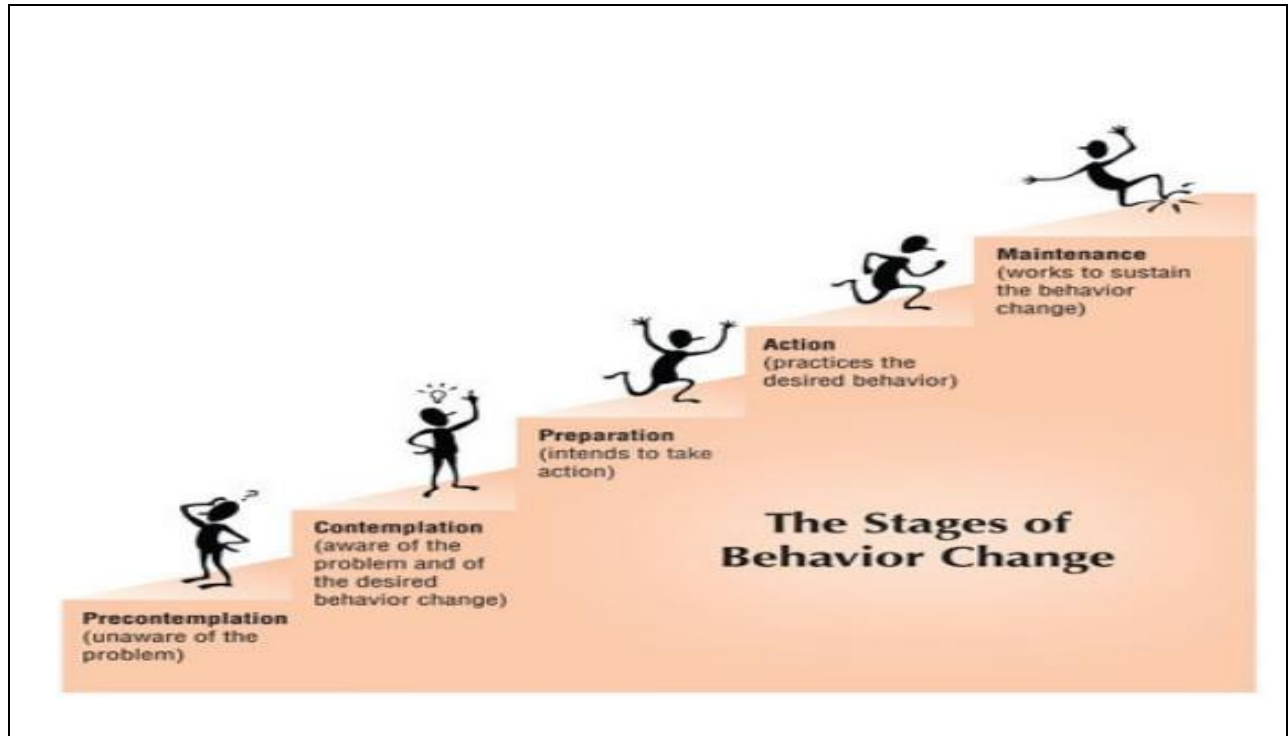 Maintenance
(works to sustain
the behavior
change)
Action
(practices the
desired behavior)
Preparation
(intends to take
action)
Contemplation
(aware of the
problem and of
the desired
behavior change)
Precontemplation
(unaware of the
problem)
The Stages of
Behavior Change
?